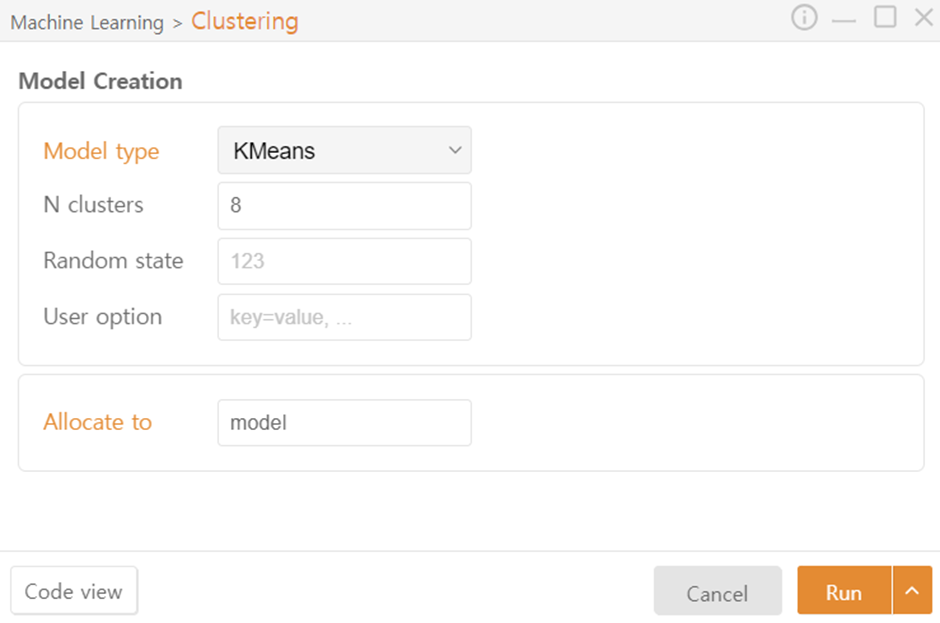 Machine Learning > Clustering
Model Creation
Model type KMeans
N clusters 8
Random state 123
User option key=value, ...
Allocate to model
Code view Cancel Run